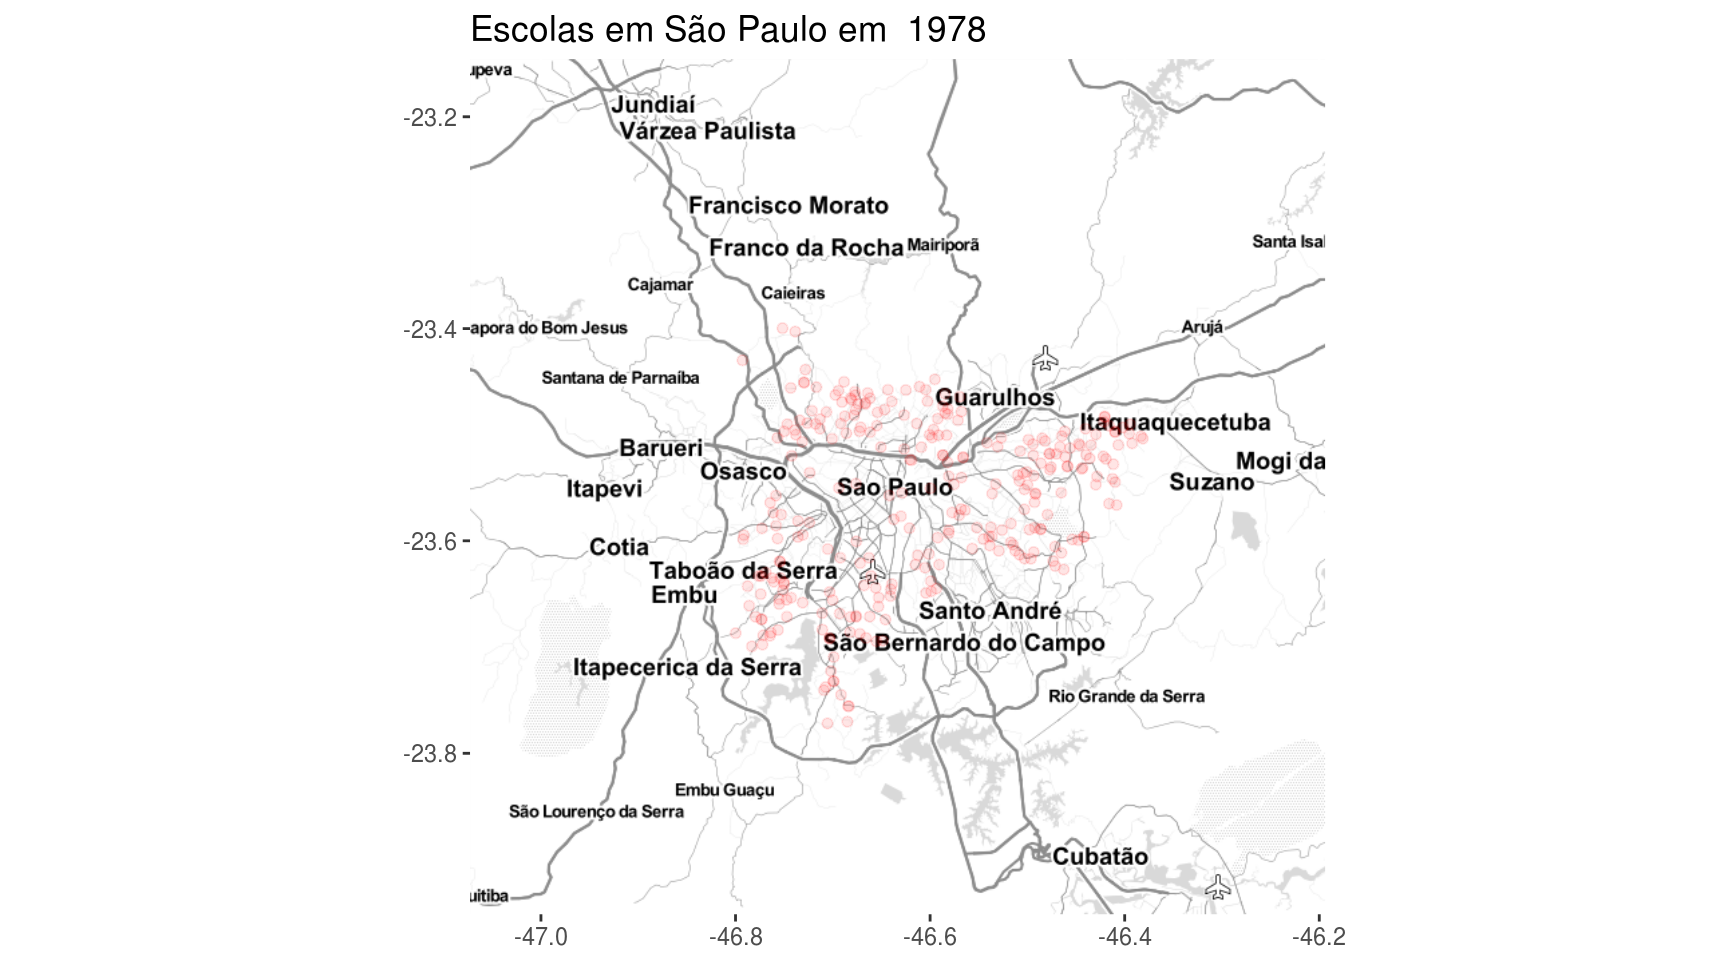 Escolas em São Paulo em 1978
upeva
Jundiaí
-23.2
Várzea Paulista
Francisco Morato
Franco da Rocha Mairiporã
Santa Isal
Cajamar
Caieiras
-23.4
apora do Bom Jesus
Arujá
Santana de Parnaíba
Guarulhos
Itaquaquecetuba
Barueri
Osasco
Mogi da
Itapevi
Sao Paulo
Suzano
-23.6
Cotia
Taboão da Serra
Embu
Santo André
São Bernardo do Campo
Itapecerica da Serra
Rio Grande da Serra
-23.8
Embu Guaçu
São Lourenço da Serra
Cubatão
uitiba
-47.0 -46.8 -46.6 -46.4 -46.2